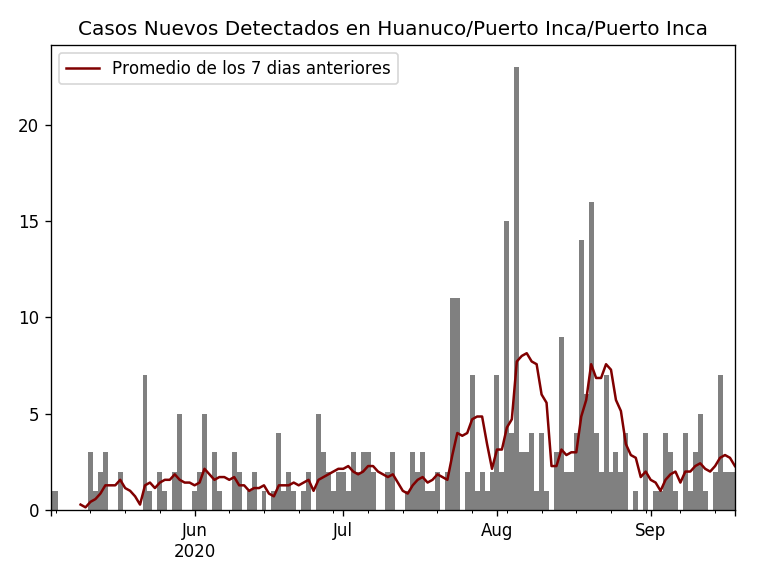 Casos Nuevos Detectados en Huanuco/Puerto Inca/Puerto Inca
Promedio de los 7 dias anteriores
20
15
10
5
0
Jun Jul Aug Sep
2020